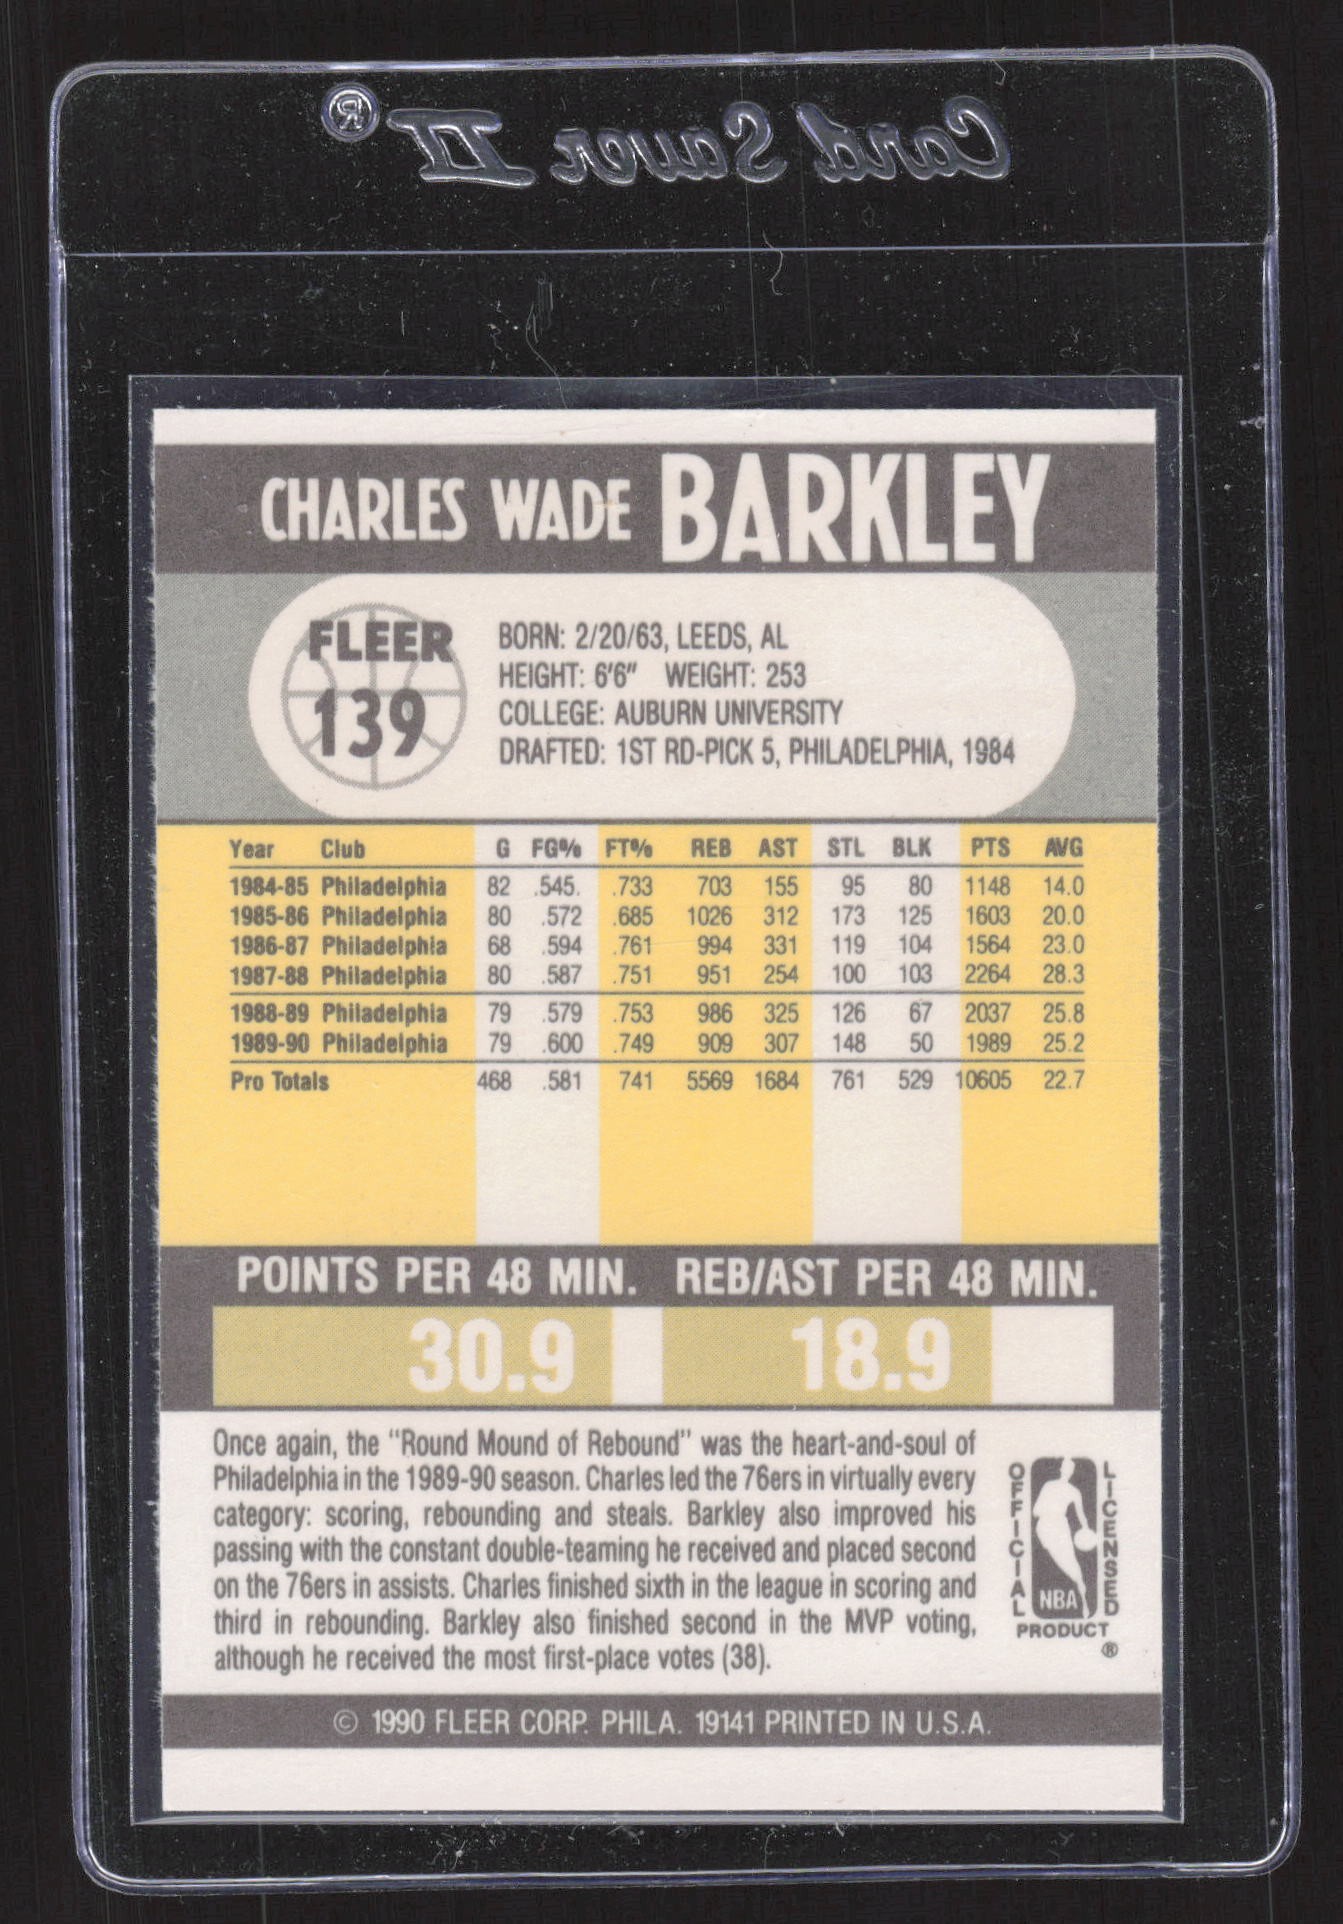 Card Saver II®
CHARLES WADE BARKLEY
FLEER
139
BORN: 2/20/63, LEEDS, AL
HEIGHT: 6'6" WEIGHT: 253
COLLEGE: AUBURN UNIVERSITY
DRAFTED: 1ST RD-PICK 5, PHILADELPHIA, 1984
Year Club G FG% FT% REB AST STL BLK PTS AVG
1984-85 Philadelphia 82 .545. .733 703 155 95 80 1148 14.0
1985-86 Philadelphia 80 .572 .685 1026 312 173 125 1603 20.0
1986-87 Philadelphia 68 .594 .761 994 331 119 104 1564 23.0
1987-88 Philadelphia 80 .587 .751 951 254 100 103 2264 28.3
1988-89 Philadelphia 79 .579 .753 986 325 126 67 2037 25.8
1989-90 Philadelphia 79 .600 .749 909 307 148 50 1989 25.2
Pro Totals 468 .581 741 5569 1684 761 529 10605 22.7
POINTS PER 48 MIN. REB/AST PER 48 MIN.
30.9 18.9
Once again, the "Round Mound of Rebound" was the heart-and-soul of
Philadelphia in the 1989-90 season. Charles led the 76ers in virtually every
category: scoring, rebounding and steals. Barkley also improved his
passing with the constant double-teaming he received and placed second
on the 76ers in assists. Charles finished sixth in the league in scoring and
third in rebounding. Barkley also finished second in the MVP voting,
although he received the most first-place votes (38).
OFFICIAL
NBA
LICENSED
PRODUCT
®
© 1990 FLEER CORP. PHILA. 19141 PRINTED IN U.S.A.